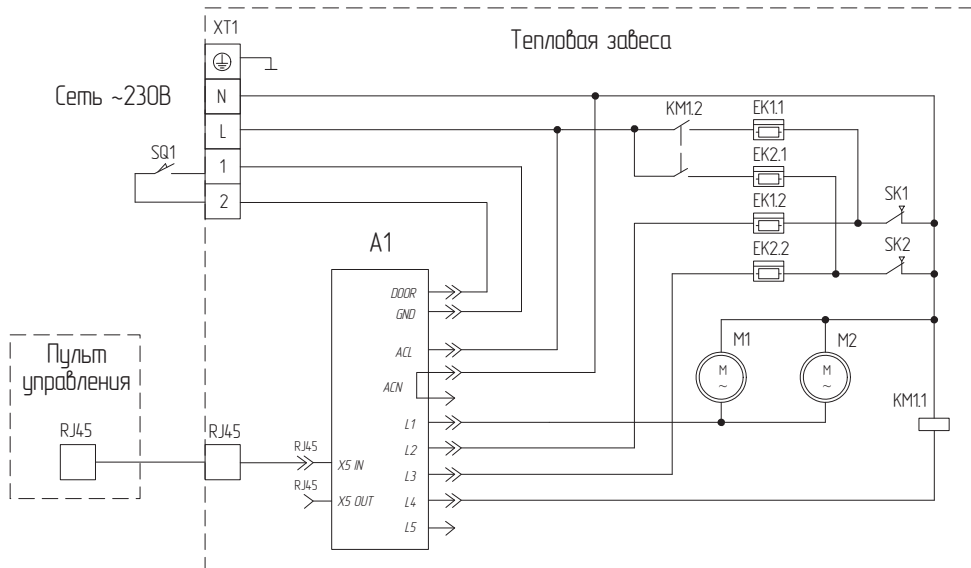 XT1
Тепловая завеса
Сеть ~230В
N
L
1
2
SQ1
KM1.2
EK1.1
EK2.1
EK1.2
EK2.2
SK1
SK2
A1
DOOR
GND
ACL
ACN
L1
L2
L3
L4
L5
M1
M
~
M2
M
~
KM1.1
Пульт
управления
RJ45
RJ45
RJ45
X5 IN
RJ45
X5 OUT